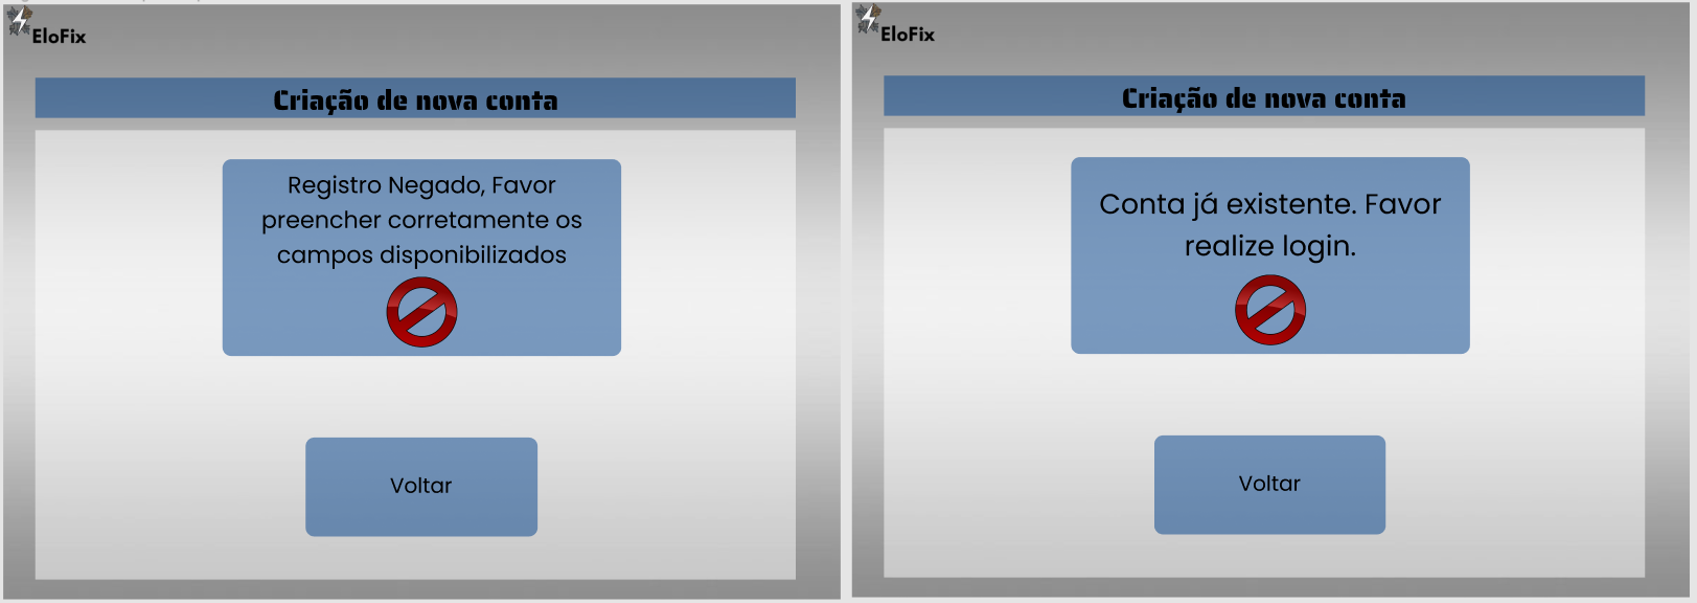 EloFix
Criação de nova conta
Registro Negado, Favor
preencher corretamente os
campos disponibilizados
Voltar
EloFix
Criação de nova conta
Conta já existente. Favor
realize login.
Voltar